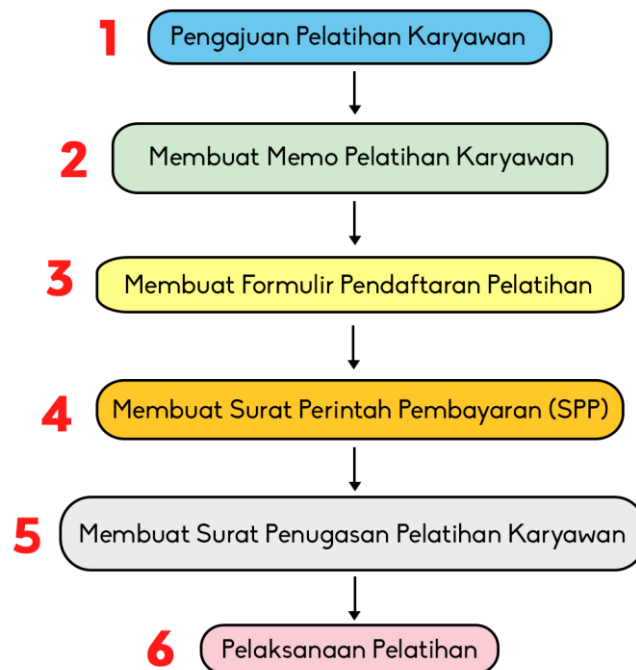 1 Pengajuan Pelatihan Karyawan
2 Membuat Memo Pelatihan Karyawan
3 Membuat Formulir Pendaftaran Pelatihan
4 Membuat Surat Perintah Pembayaran (SPP)
5 Membuat Surat Penugasan Pelatihan Karyawan
6 Pelaksanaan Pelatihan